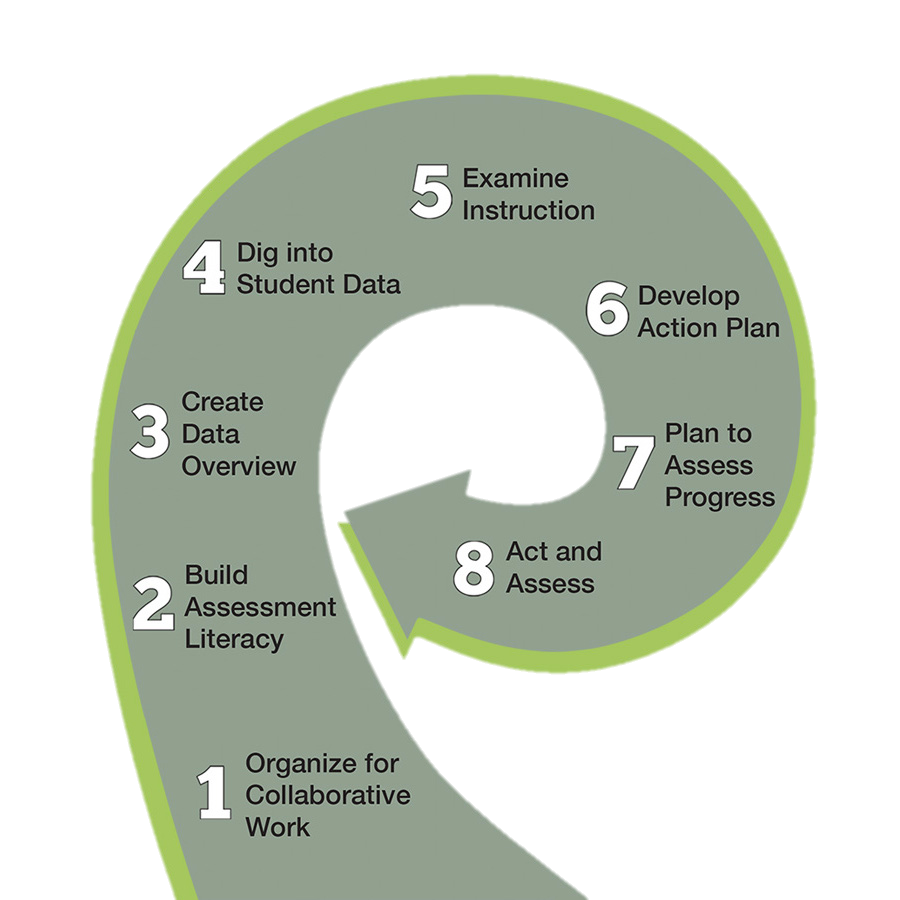 1 Organize for
Collaborative
Work
2 Build
Assessment
Literacy
3 Create
Data
Overview
4 Dig into
Student Data
5 Examine
Instruction
6 Develop
Action Plan
7 Plan to
Assess
Progress
8 Act and
Assess